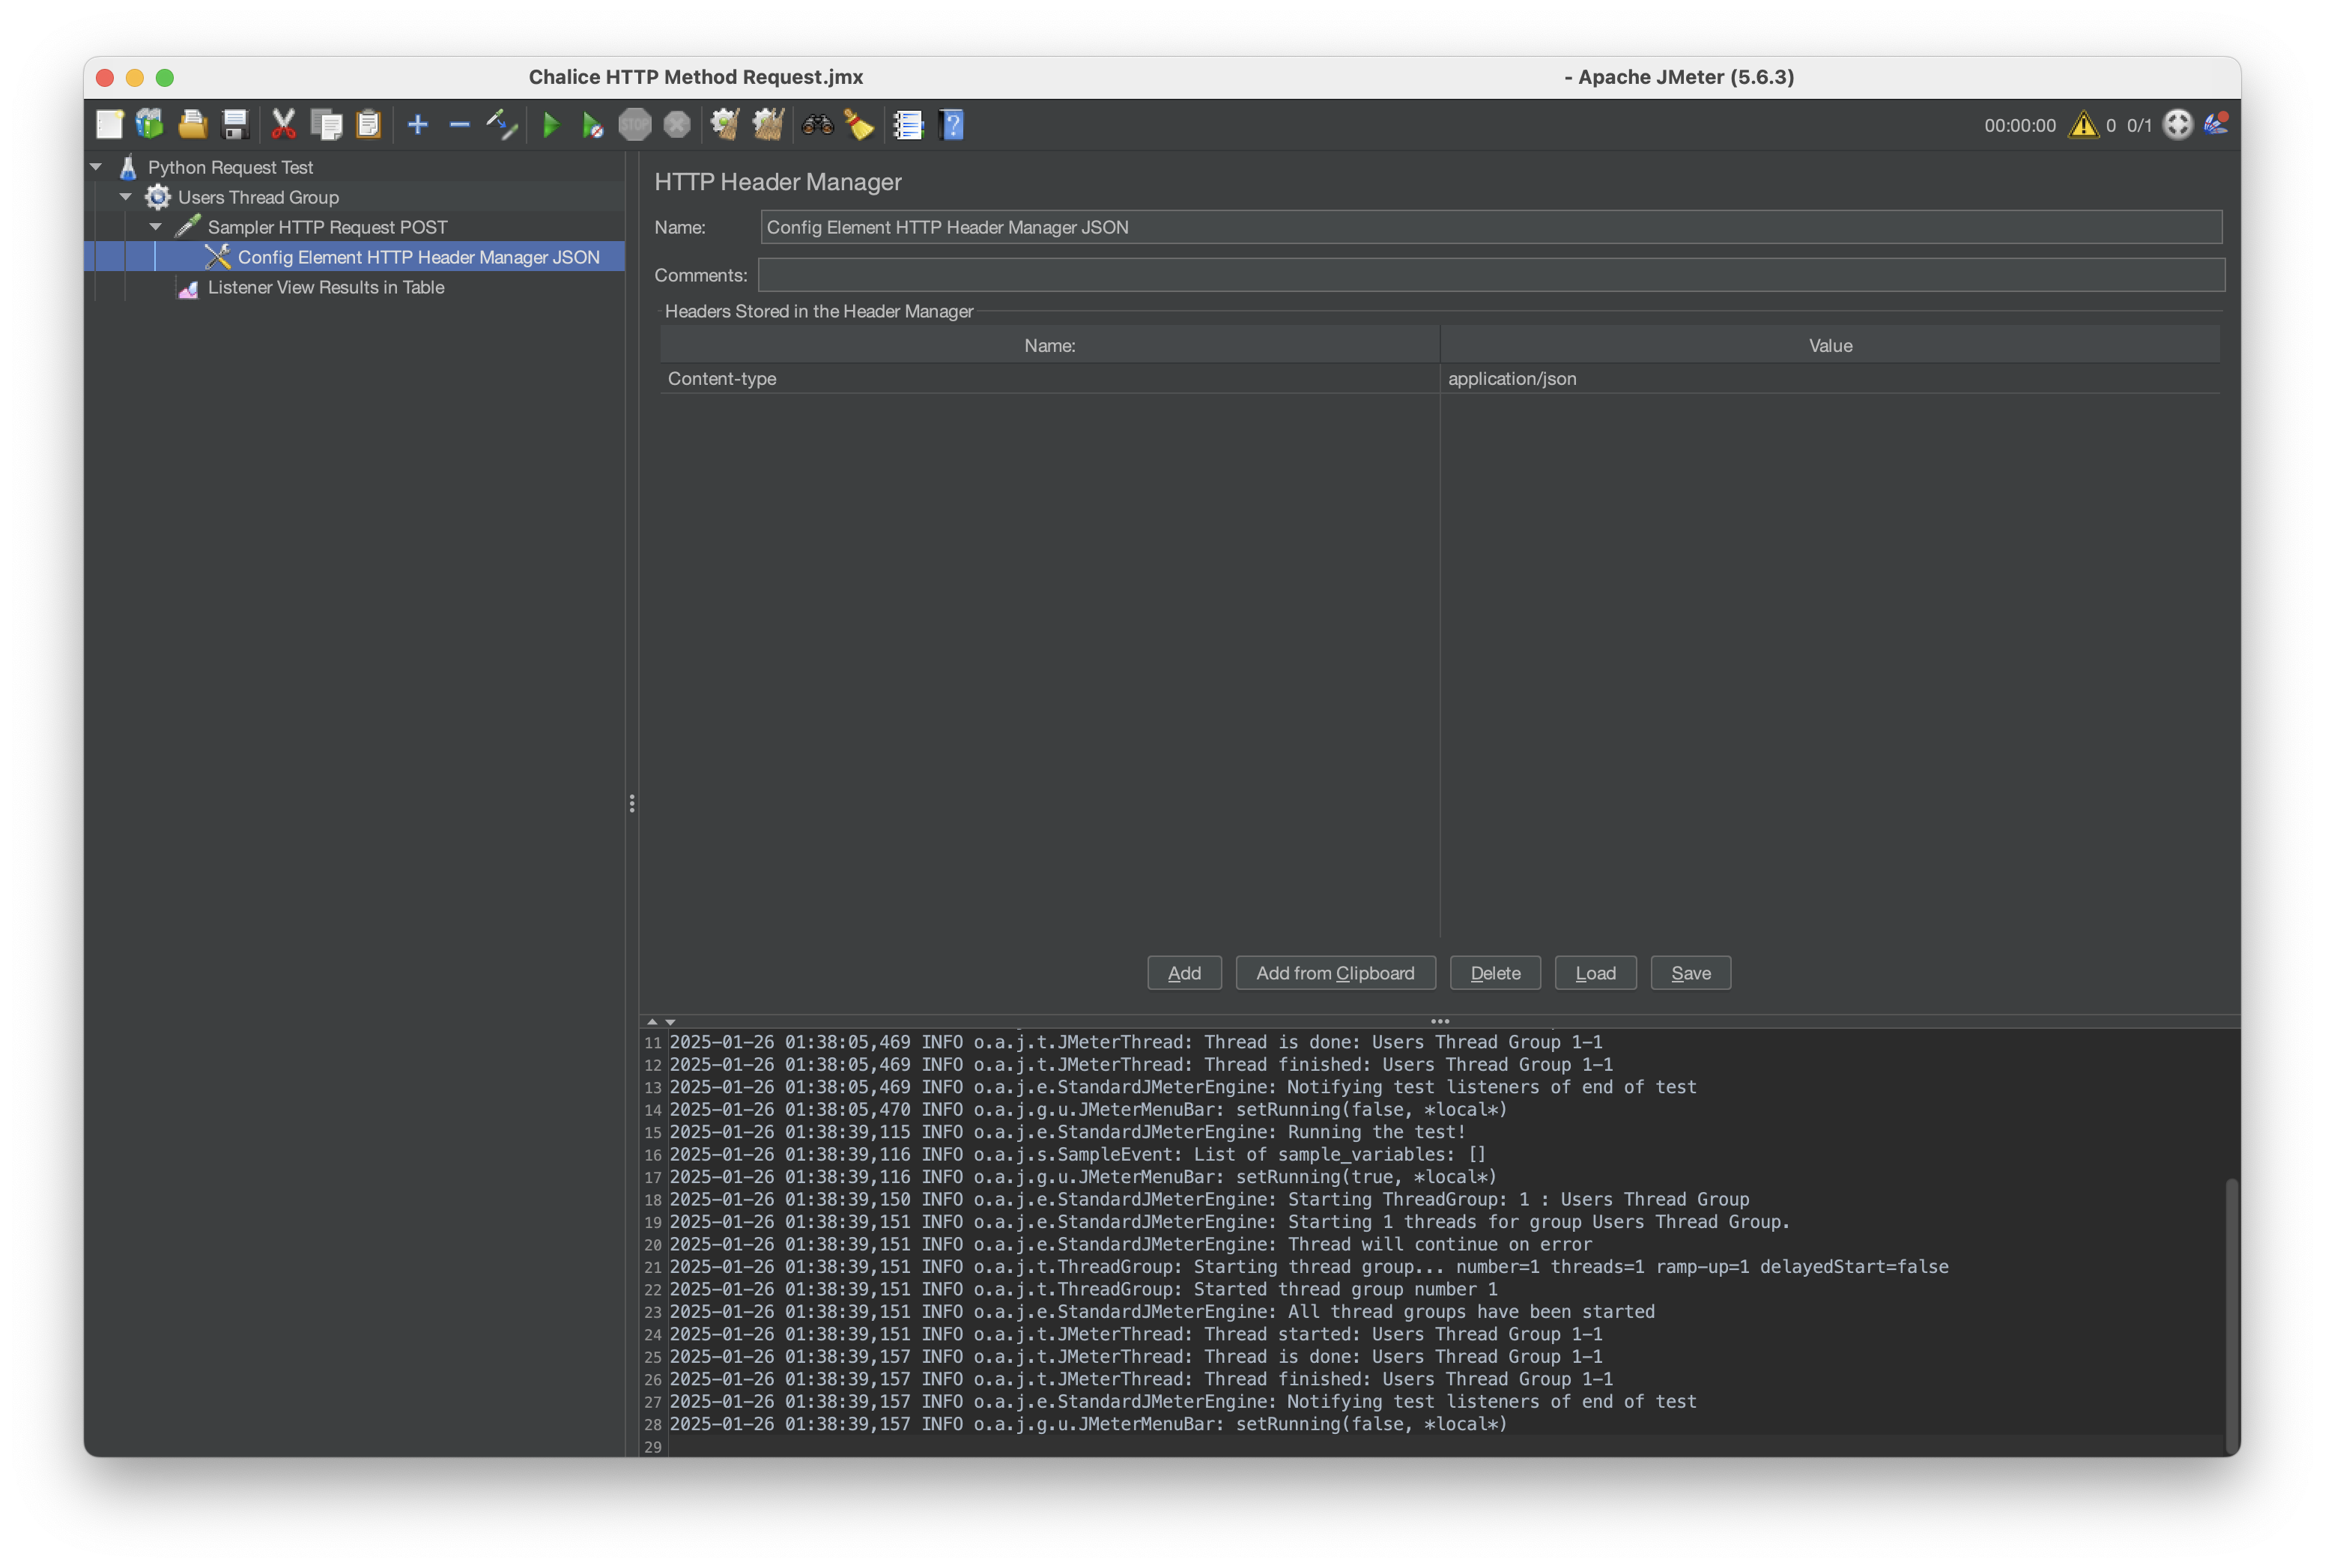 Chalice HTTP Method Request.jmx - Apache JMeter (5.6.3)
STOP
?
00:00:00 0 0/1
Python Request Test
Users Thread Group
Sampler HTTP Request POST
Config Element HTTP Header Manager JSON
Listener View Results in Table
HTTP Header Manager
Name: Config Element HTTP Header Manager JSON
Comments:
Headers Stored in the Header Manager
Name: Value
Content-type application/json
Add Add from Clipboard Delete Load Save
11 2025-01-26 01:38:05,469 INFO o.a.j.t.JMeterThread: Thread is done: Users Thread Group 1-1
12 2025-01-26 01:38:05,469 INFO o.a.j.t.JMeterThread: Thread finished: Users Thread Group 1-1
13 2025-01-26 01:38:05,469 INFO o.a.j.e.StandardJMeterEngine: Notifying test listeners of end of test
14 2025-01-26 01:38:05,470 INFO o.a.j.g.u.JMeterMenuBar: setRunning(false, *local*)
15 2025-01-26 01:38:39,115 INFO o.a.j.e.StandardJMeterEngine: Running the test!
16 2025-01-26 01:38:39,116 INFO o.a.j.s.SampleEvent: List of sample_variables: []
17 2025-01-26 01:38:39,116 INFO o.a.j.g.u.JMeterMenuBar: setRunning(true, *local*)
18 2025-01-26 01:38:39,150 INFO o.a.j.e.StandardJMeterEngine: Starting ThreadGroup: 1 : Users Thread Group
19 2025-01-26 01:38:39,151 INFO o.a.j.e.StandardJMeterEngine: Starting 1 threads for group Users Thread Group.
20 2025-01-26 01:38:39,151 INFO o.a.j.e.StandardJMeterEngine: Thread will continue on error
21 2025-01-26 01:38:39,151 INFO o.a.j.t.ThreadGroup: Starting thread group... number=1 threads=1 ramp-up=1 delayedStart=false
22 2025-01-26 01:38:39,151 INFO o.a.j.t.ThreadGroup: Started thread group number 1
23 2025-01-26 01:38:39,151 INFO o.a.j.e.StandardJMeterEngine: All thread groups have been started
24 2025-01-26 01:38:39,151 INFO o.a.j.t.JMeterThread: Thread started: Users Thread Group 1-1
25 2025-01-26 01:38:39,157 INFO o.a.j.t.JMeterThread: Thread is done: Users Thread Group 1-1
26 2025-01-26 01:38:39,157 INFO o.a.j.t.JMeterThread: Thread finished: Users Thread Group 1-1
27 2025-01-26 01:38:39,157 INFO o.a.j.e.StandardJMeterEngine: Notifying test listeners of end of test
28 2025-01-26 01:38:39,157 INFO o.a.j.g.u.JMeterMenuBar: setRunning(false, *local*)
29